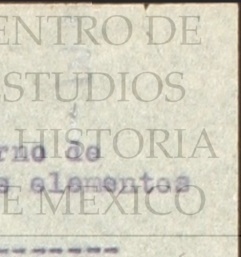 ENTRO DE
STUDIOS
HISTORIA
rno de
s elementos
E MEXICO
--------